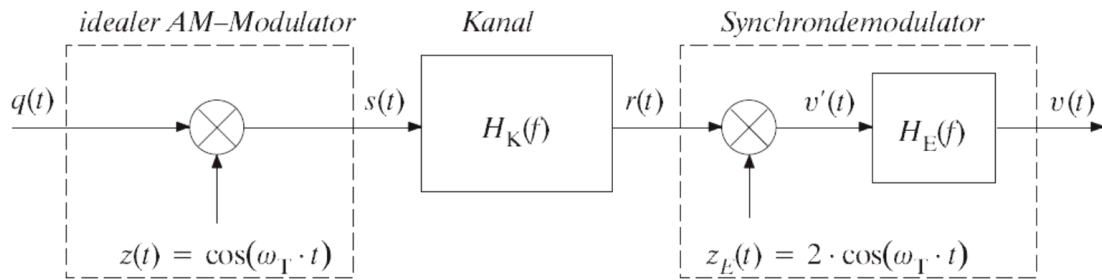 idealer AM–Modulator
Kanal
Synchrondemodulator
q(t)
s(t)
H_K(f)
r(t)
v'(t)
H_E(f)
v(t)
z(t) = cos(ω_T · t)
z_E(t) = 2 · cos(ω_T · t)